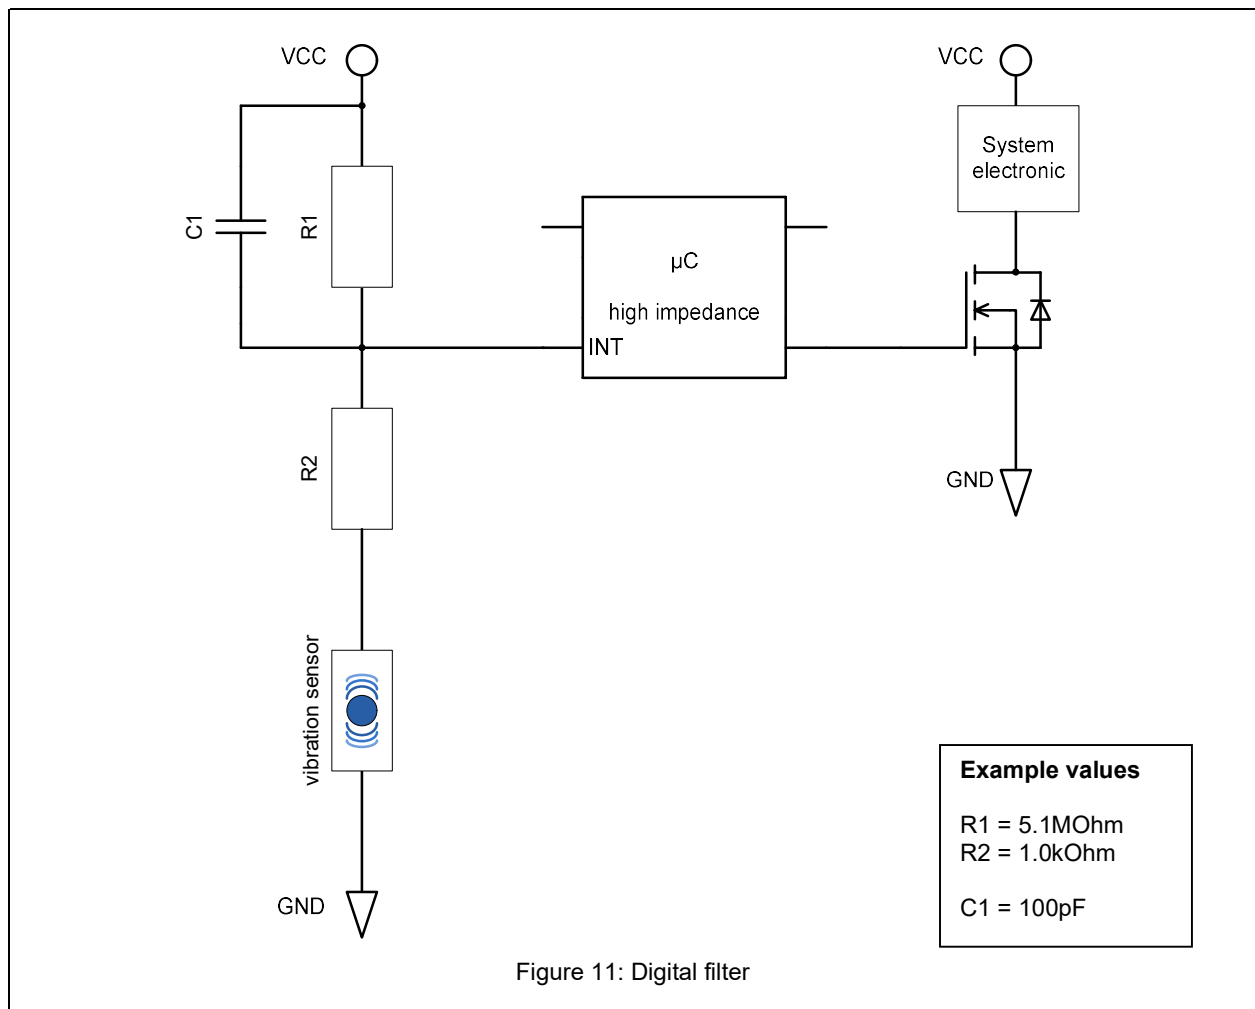 VCC
VCC
System
electronic
C1
R1
µC
high impedance
INT
R2
GND
vibration sensor
Example values
R1 = 5.1MOhm
R2 = 1.0kOhm
C1 = 100pF
GND
Figure 11: Digital filter